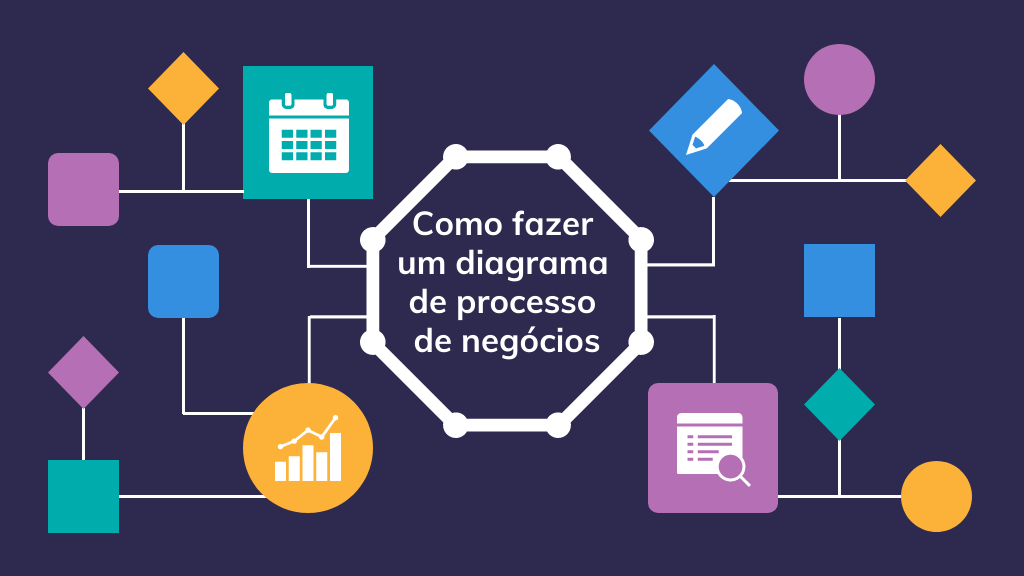 Como fazer
um diagrama
de processo
de negócios